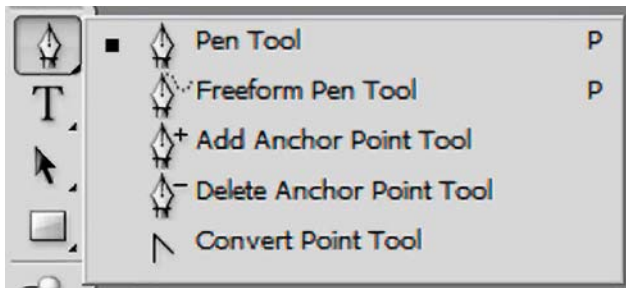 Pen Tool P
Freeform Pen Tool P
T
Add Anchor Point Tool
Delete Anchor Point Tool
Convert Point Tool